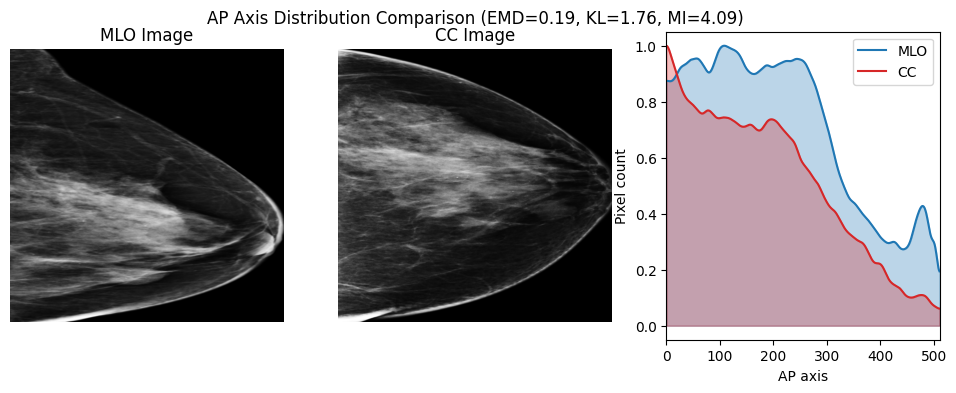 AP Axis Distribution Comparison (EMD=0.19, KL=1.76, MI=4.09)
MLO Image
CC Image
MLO
CC
Pixel count
1.0
0.8
0.6
0.4
0.2
0.0
0 100 200 300 400 500
AP axis